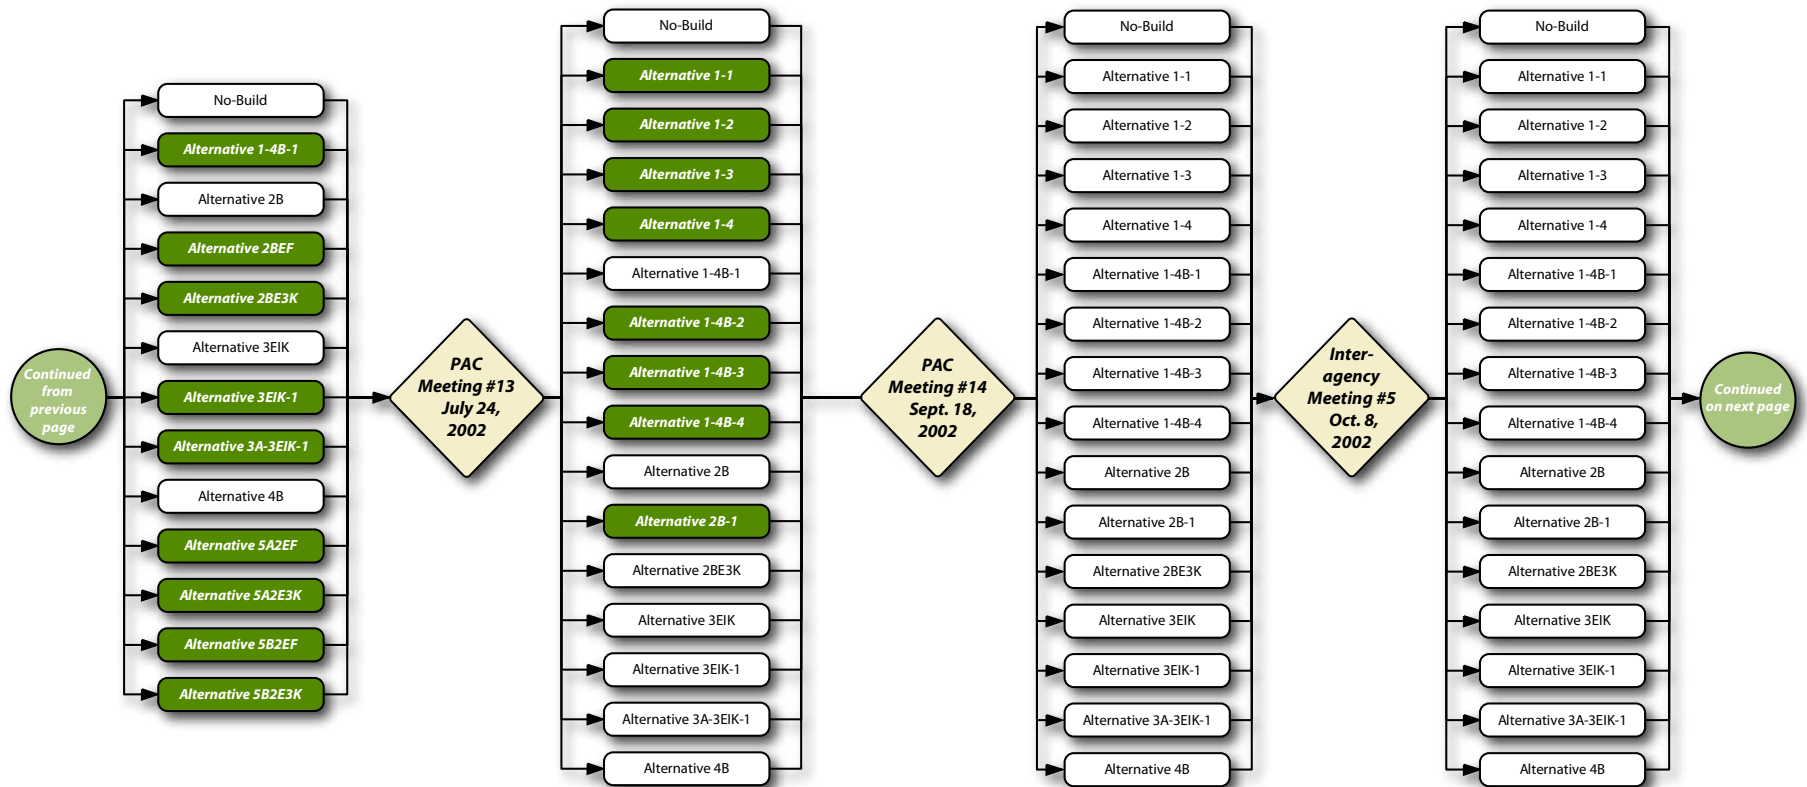 Continued
from
previous
page
No-Build
Alternative 1-4B-1
Alternative 2B
Alternative 2BEF
Alternative 2BE3K
Alternative 3EIK
Alternative 3EIK-1
Alternative 3A-3EIK-1
Alternative 4B
Alternative 5A2EF
Alternative 5A2E3K
Alternative 5B2EF
Alternative 5B2E3K
PAC
Meeting #13
July 24,
2002
No-Build
Alternative 1-1
Alternative 1-2
Alternative 1-3
Alternative 1-4
Alternative 1-4B-1
Alternative 1-4B-2
Alternative 1-4B-3
Alternative 1-4B-4
Alternative 2B
Alternative 2B-1
Alternative 2BE3K
Alternative 3EIK
Alternative 3EIK-1
Alternative 3A-3EIK-1
Alternative 4B
PAC
Meeting #14
Sept. 18,
2002
No-Build
Alternative 1-1
Alternative 1-2
Alternative 1-3
Alternative 1-4
Alternative 1-4B-1
Alternative 1-4B-2
Alternative 1-4B-3
Alternative 1-4B-4
Alternative 2B
Alternative 2B-1
Alternative 2BE3K
Alternative 3EIK
Alternative 3EIK-1
Alternative 3A-3EIK-1
Alternative 4B
Inter-
agency
Meeting #5
Oct. 8,
2002
No-Build
Alternative 1-1
Alternative 1-2
Alternative 1-3
Alternative 1-4
Alternative 1-4B-1
Alternative 1-4B-2
Alternative 1-4B-3
Alternative 1-4B-4
Alternative 2B
Alternative 2B-1
Alternative 2BE3K
Alternative 3EIK
Alternative 3EIK-1
Alternative 3A-3EIK-1
Alternative 4B
Continued
on next page